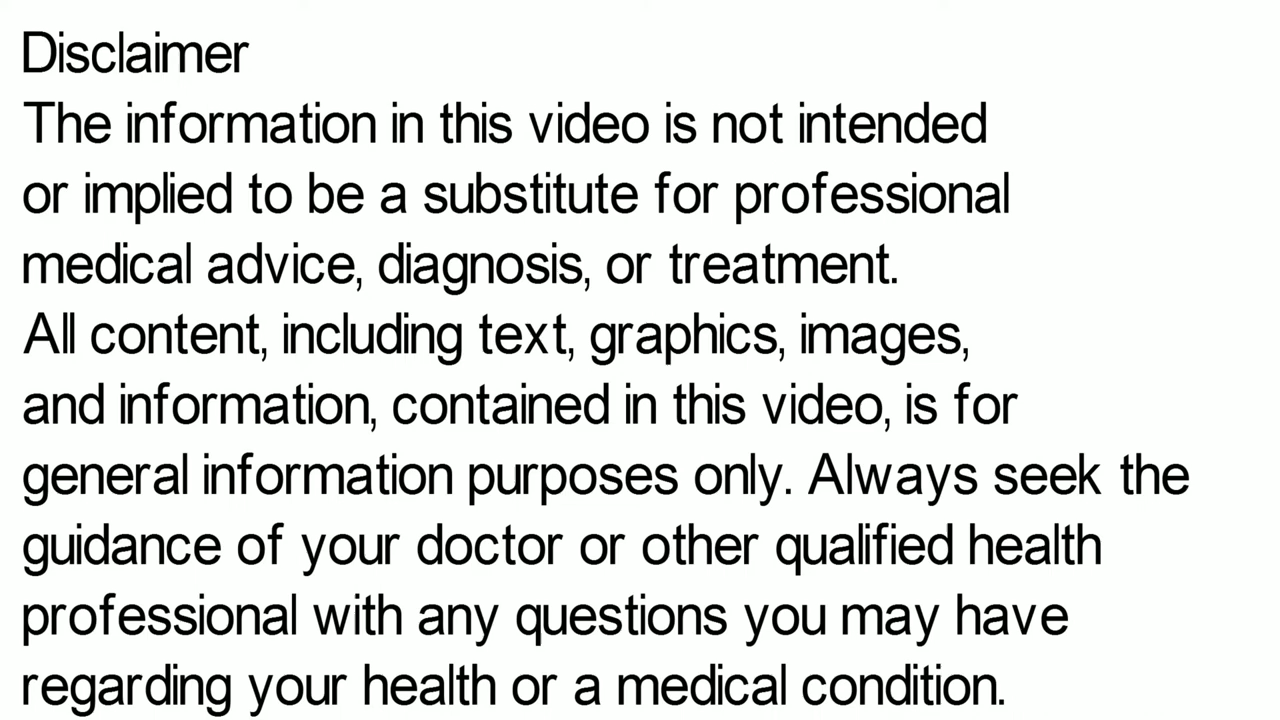 Disclaimer
The information in this video is not intended
or implied to be a substitute for professional
medical advice, diagnosis, or treatment.
All content, including text, graphics, images,
and information, contained in this video, is for
general information purposes only. Always seek the
guidance of your doctor or other qualified health
professional with any questions you may have
regarding your health or a medical condition.